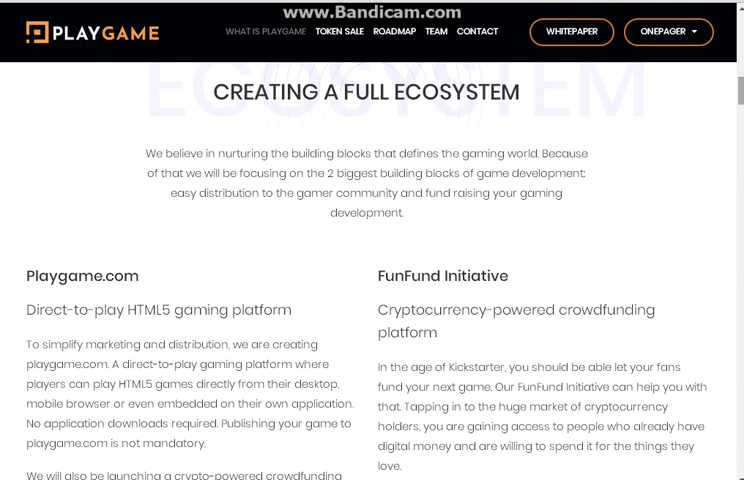 www.Bandicam.com
PLAYGAME
WHAT IS PLAYGAME TOKEN SALE ROADMAP TEAM CONTACT WHITEPAPER ONEPAGER
ECOSYSTEM
CREATING A FULL ECOSYSTEM
We believe in nurturing the building blocks that defines the gaming world. Because
of that we will be focusing on the 2 biggest building blocks of game development:
easy distribution to the gamer community and fund raising your gaming
development.
Playgame.com
Direct-to-play HTML5 gaming platform
To simplify marketing and distribution, we are creating
playgame.com. A direct-to-play gaming platform where
players can play HTML5 games directly from their desktop,
mobile browser or even embedded on their own application.
No application downloads required. Publishing your game to
playgame.com is not mandatory.
We will also be launching a crypto-powered crowdfunding
FunFund Initiative
Cryptocurrency-powered crowdfunding
platform
In the age of Kickstarter, you should be able let your fans
fund your next game. Our FunFund Initiative can help you with
that. Tapping in to the huge market of cryptocurrency
holders, you are gaining access to people who already have
digital money and are willing to spend it for the things they
love.